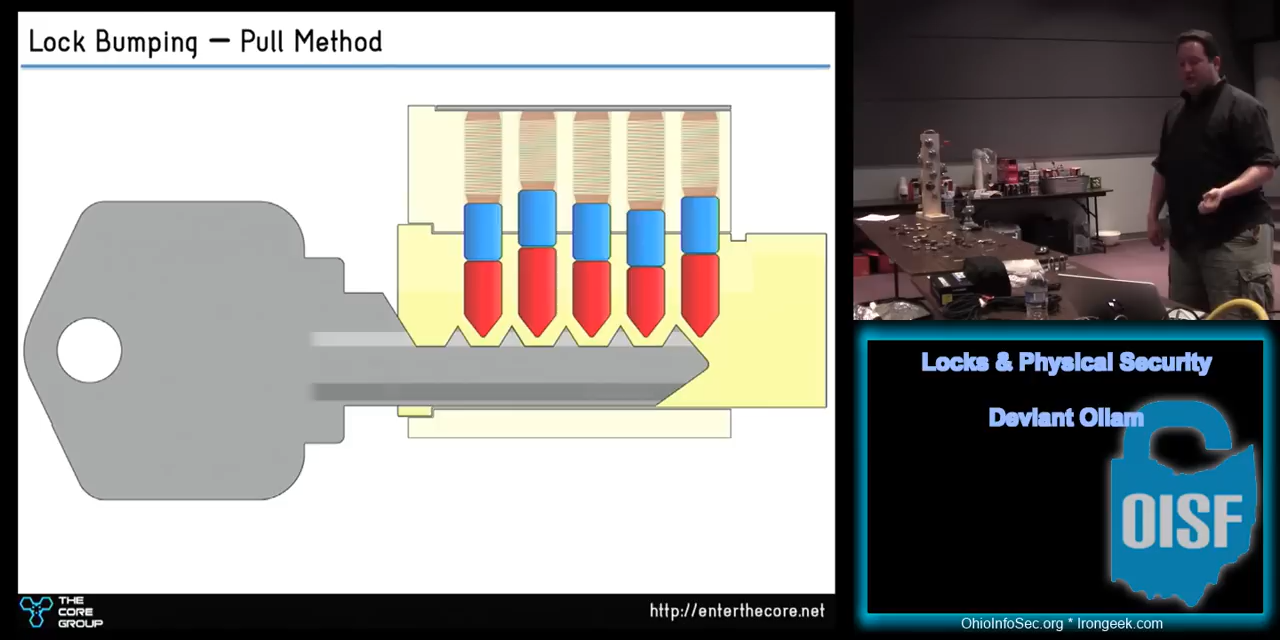 Lock Bumping — Pull Method
Locks & Physical Security
Deviant Ollam
OISF
THE
CORE
GROUP
http://enterthecore.net
OhioInfoSec.org * Irongeek.com